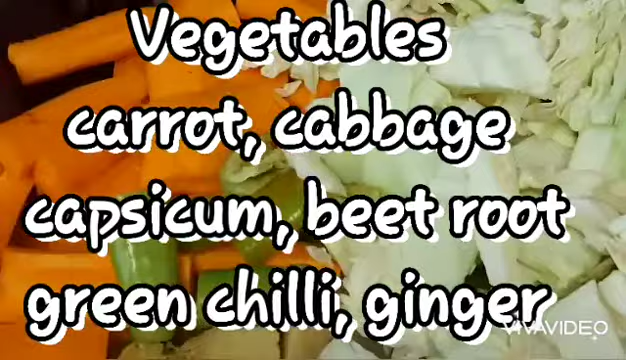 Vegetables
carrot, cabbage
capsicum, beet root
green chilli, ginger
VIVAVIDEO